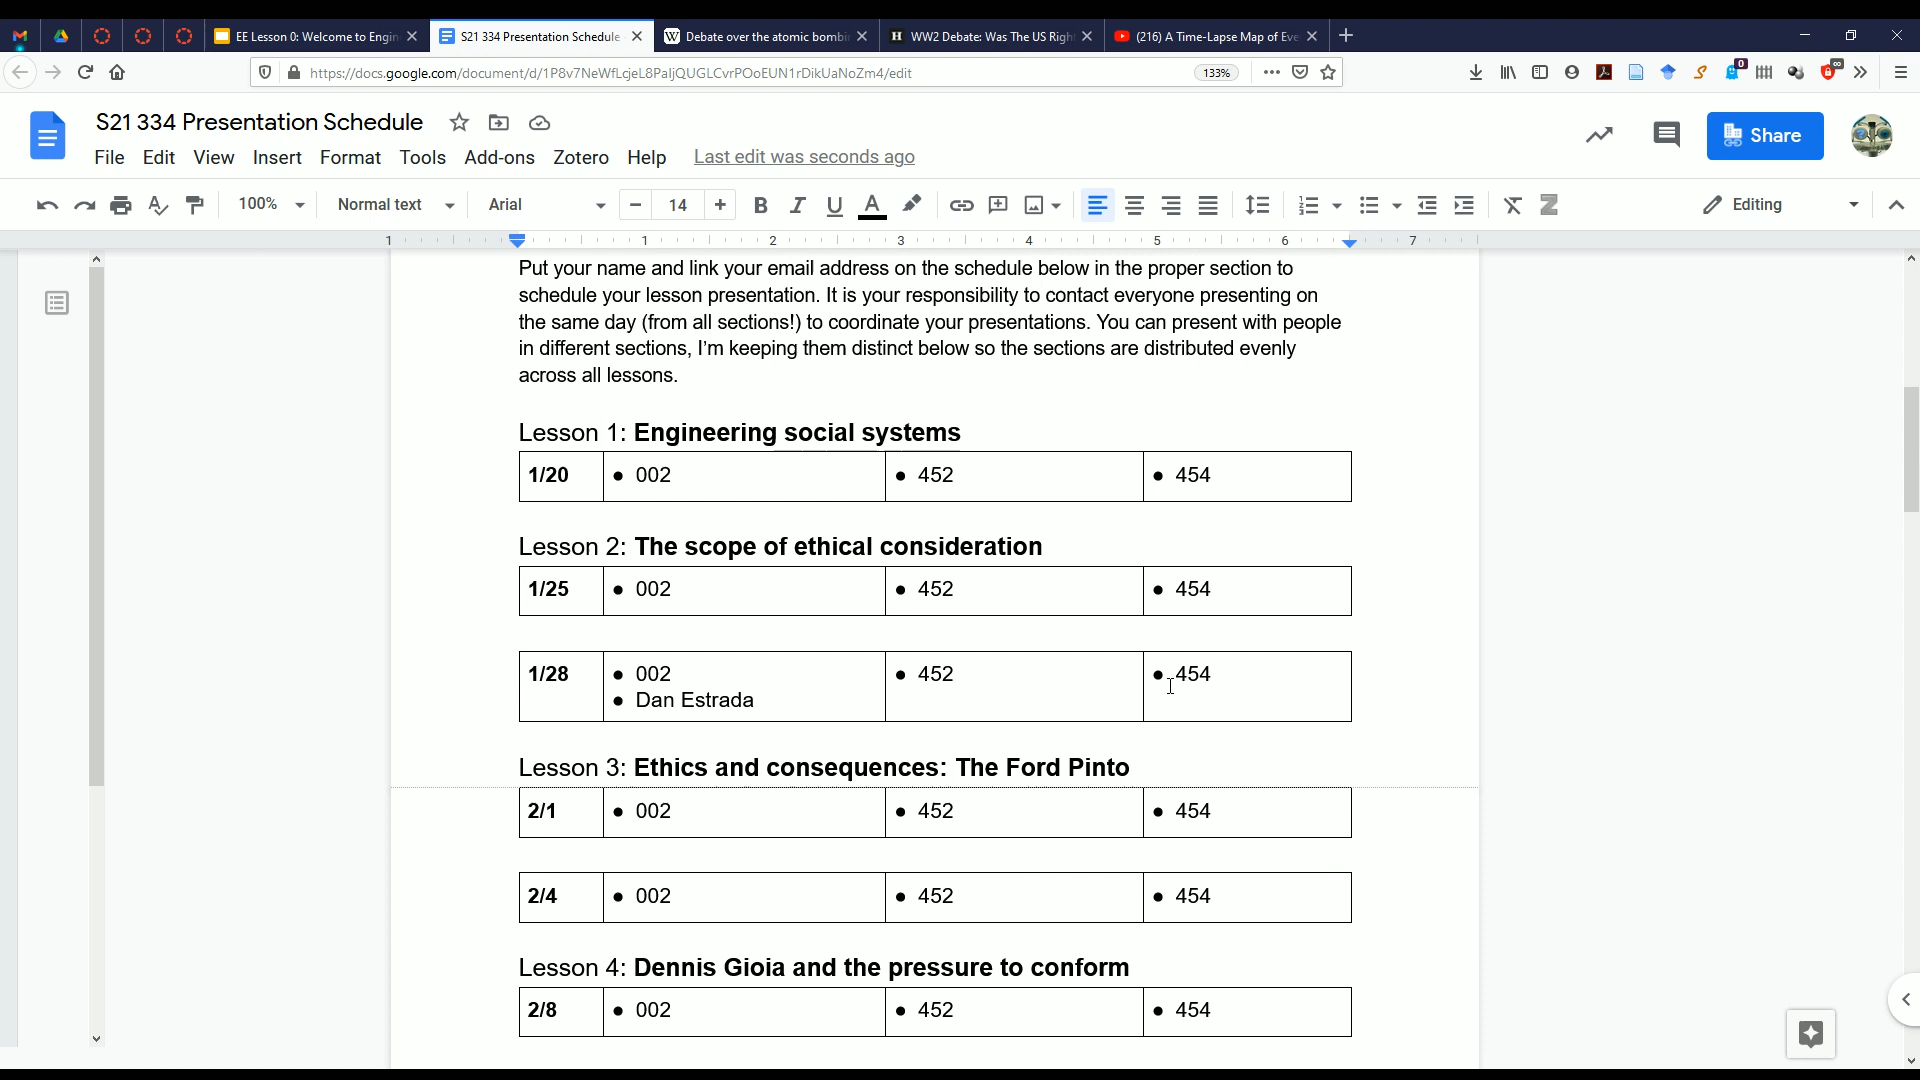 EE Lesson 0: Welcome to Engin
S21 334 Presentation Schedule
Debate over the atomic bombi
WW2 Debate: Was The US Righ
(216) A Time-Lapse Map of Eve
https://docs.google.com/document/d/1P8v7NeWfLcjeL8PaljQUGLCvrPOoEUN1rDikUaNoZm4/edit
133%
0
S21 334 Presentation Schedule
File Edit View Insert Format Tools Add-ons Zotero Help Last edit was seconds ago
Share
100% Normal text Arial 14 Editing
1 1 2 3 4 5 6 7
Put your name and link your email address on the schedule below in the proper section to
schedule your lesson presentation. It is your responsibility to contact everyone presenting on
the same day (from all sections!) to coordinate your presentations. You can present with people
in different sections, I'm keeping them distinct below so the sections are distributed evenly
across all lessons.
Lesson 1: Engineering social systems
1/20 ● 002 ● 452 ● 454
Lesson 2: The scope of ethical consideration
1/25 ● 002 ● 452 ● 454
1/28 ● 002 ● 452 ● 454
● Dan Estrada
Lesson 3: Ethics and consequences: The Ford Pinto
2/1 ● 002 ● 452 ● 454
2/4 ● 002 ● 452 ● 454
Lesson 4: Dennis Gioia and the pressure to conform
2/8 ● 002 ● 452 ● 454